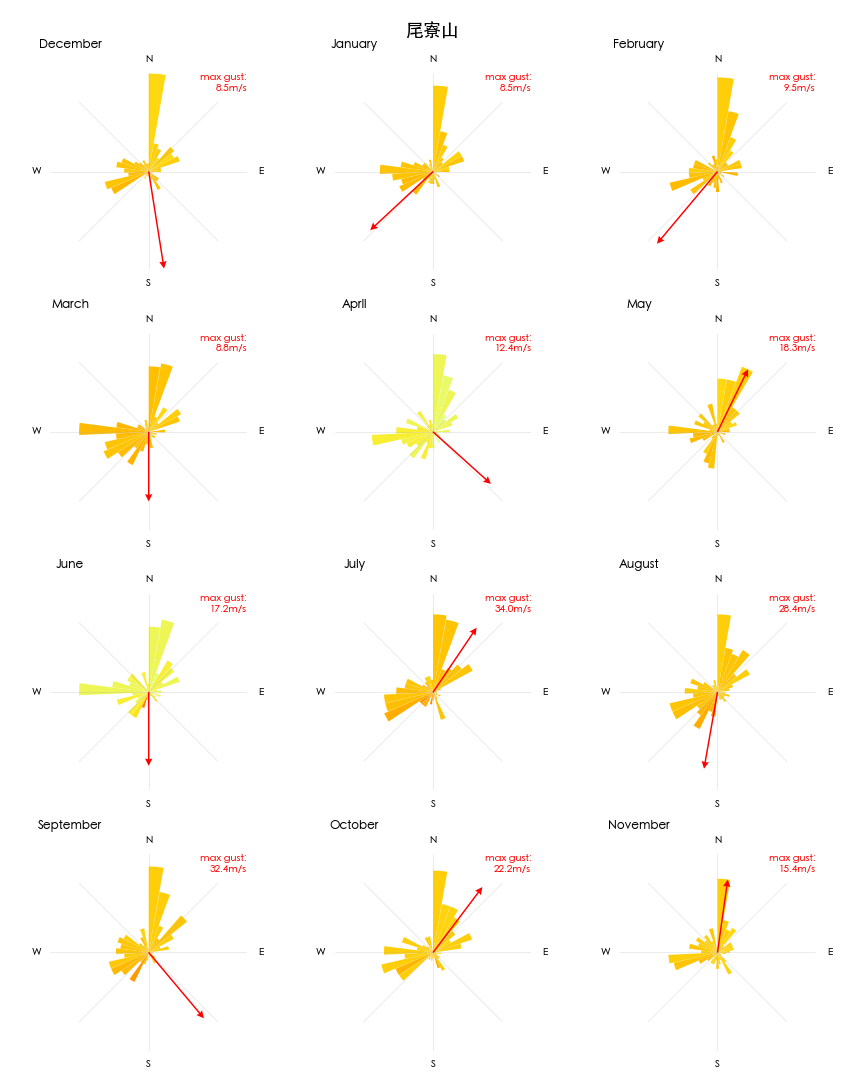 尾寮山
December
January
February
N
N
N
max gust:
8.5m/s
max gust:
8.5m/s
max gust:
9.5m/s
W
E
W
E
W
E
S
S
S
March
April
May
N
N
N
max gust:
8.8m/s
max gust:
12.4m/s
max gust:
18.3m/s
W
E
W
E
W
E
S
S
S
June
July
August
N
N
N
max gust:
17.2m/s
max gust:
34.0m/s
max gust:
28.4m/s
W
E
W
E
W
E
S
S
S
September
October
November
N
N
N
max gust:
32.4m/s
max gust:
22.2m/s
max gust:
15.4m/s
W
E
W
E
W
E
S
S
S